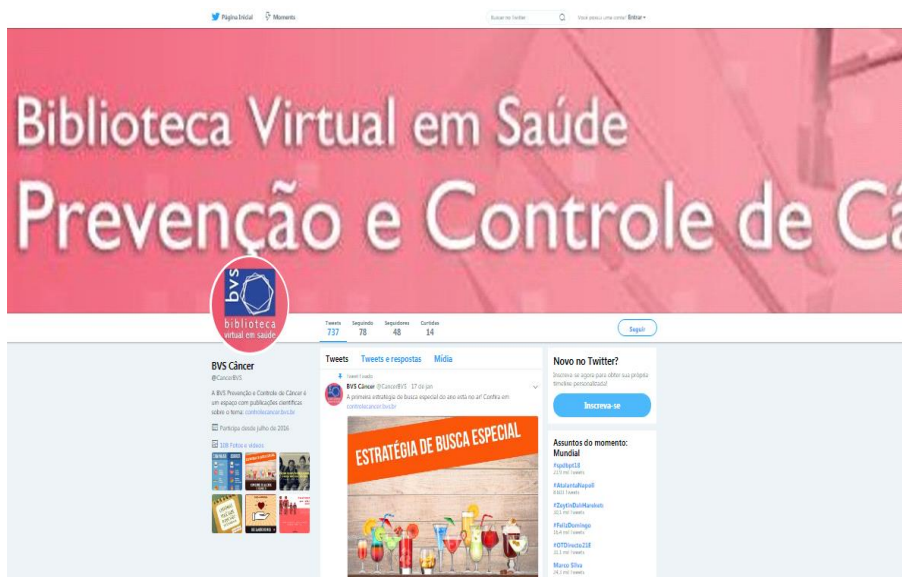 Página Inicial
Moments
Buscar no Twitter
Você possui uma conta? Entrar
Biblioteca Virtual em Saúde
Prevenção e Controle de Câ
bvs
biblioteca
virtual em saúde
Tweets Seguindo Seguidores Curtidas
737 78 48 14
Seguir
BVS Câncer
@CancerBVS
A BVS Prevenção e Controle de Câncer é
um espaço com publicações científicas
sobre o tema: controlecancer.bvs.br
Participa desde julho de 2016
108 Fotos e vídeos
Tweets Tweets e respostas Mídia
Tweet fixado
BVS Câncer @CancerBVS 17 de jan
A primeira estratégia de busca especial do ano está no ar! Confira em
controlecancer.bvs.br
ESTRATÉGIA DE BUSCA ESPECIAL
Novo no Twitter?
Inscreva-se agora para obter sua própria
timeline personalizada!
Inscreva-se
Assuntos do momento:
Mundial
#spdbpt18
#AtalantaNapoli
#ZeytinDalıHarekatı
#FelizDomingo
#OTDirecto21E
Marco Silva